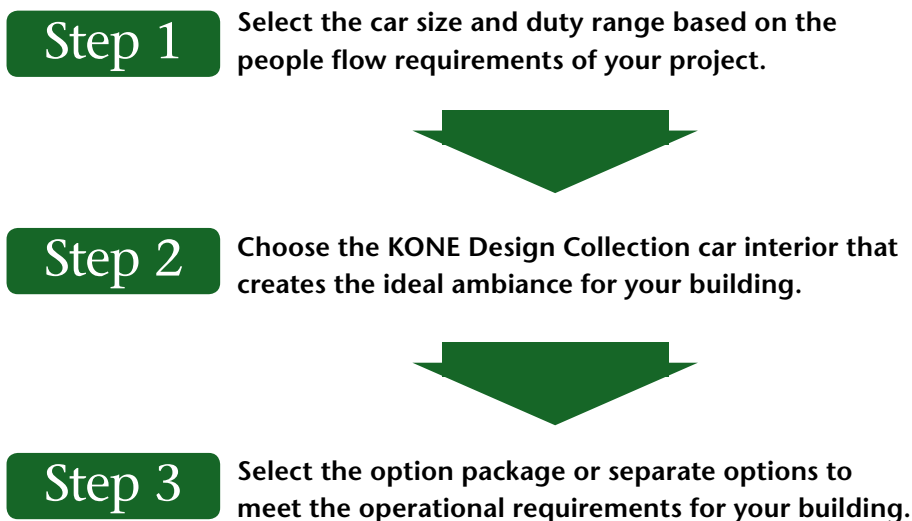 Step 1
Select the car size and duty range based on the
people flow requirements of your project.
Step 2
Choose the KONE Design Collection car interior that
creates the ideal ambiance for your building.
Step 3
Select the option package or separate options to
meet the operational requirements for your building.